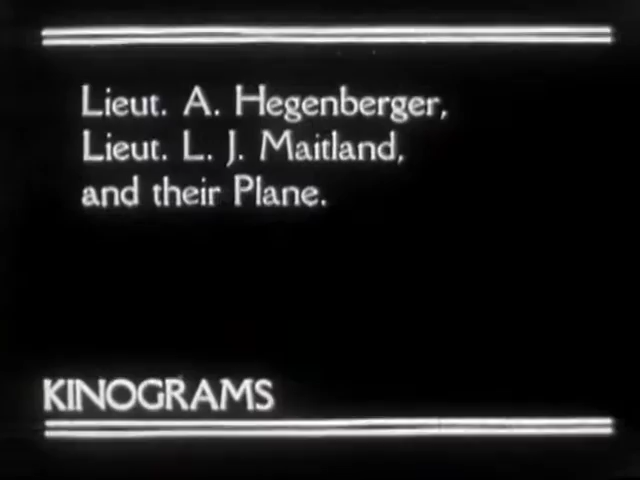 Lieut. A. Hegenberger,
Lieut. L. J. Maitland,
and their Plane.
KINOGRAMS